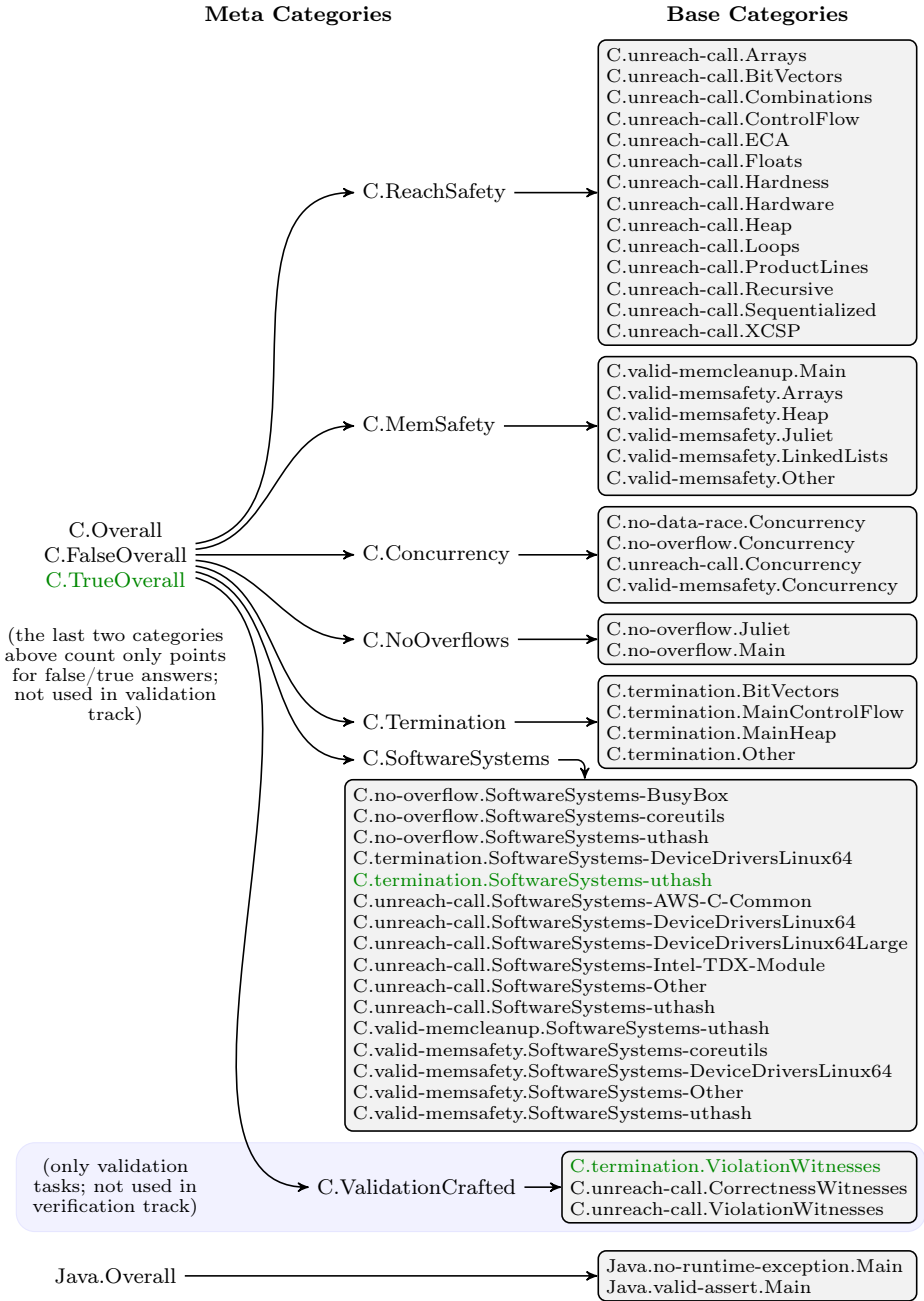 Meta Categories
Base Categories
C.unreach-call.Arrays
C.unreach-call.BitVectors
C.unreach-call.Combinations
C.unreach-call.ControlFlow
C.unreach-call.ECA
C.unreach-call.Floats
C.ReachSafety
C.unreach-call.Hardness
C.unreach-call.Hardware
C.unreach-call.Heap
C.unreach-call.Loops
C.unreach-call.ProductLines
C.unreach-call.Recursive
C.unreach-call.Sequentialized
C.unreach-call.XCSP
C.MemSafety
C.valid-memcleanup.Main
C.valid-memsafety.Arrays
C.valid-memsafety.Heap
C.valid-memsafety.Juliet
C.valid-memsafety.LinkedLists
C.valid-memsafety.Other
C.Overall
C.FalseOverall
C.TrueOverall
(the last two categories
above count only points
for false/true answers;
not used in validation
track)
C.Concurrency
C.no-data-race.Concurrency
C.no-overflow.Concurrency
C.unreach-call.Concurrency
C.valid-memsafety.Concurrency
C.NoOverflows
C.no-overflow.Juliet
C.no-overflow.Main
C.Termination
C.termination.BitVectors
C.termination.MainControlFlow
C.termination.MainHeap
C.termination.Other
C.SoftwareSystems
C.no-overflow.SoftwareSystems-BusyBox
C.no-overflow.SoftwareSystems-coreutils
C.no-overflow.SoftwareSystems-uthash
C.termination.SoftwareSystems-DeviceDriversLinux64
C.termination.SoftwareSystems-uthash
C.unreach-call.SoftwareSystems-AWS-C-Common
C.unreach-call.SoftwareSystems-DeviceDriversLinux64
C.unreach-call.SoftwareSystems-DeviceDriversLinux64Large
C.unreach-call.SoftwareSystems-Intel-TDX-Module
C.unreach-call.SoftwareSystems-Other
C.unreach-call.SoftwareSystems-uthash
C.valid-memcleanup.SoftwareSystems-uthash
C.valid-memsafety.SoftwareSystems-coreutils
C.valid-memsafety.SoftwareSystems-DeviceDriversLinux64
C.valid-memsafety.SoftwareSystems-Other
C.valid-memsafety.SoftwareSystems-uthash
(only validation
tasks; not used in
verification track)
C.ValidationCrafted
C.termination.ViolationWitnesses
C.unreach-call.CorrectnessWitnesses
C.unreach-call.ViolationWitnesses
Java.Overall
Java.no-runtime-exception.Main
Java.valid-assert.Main